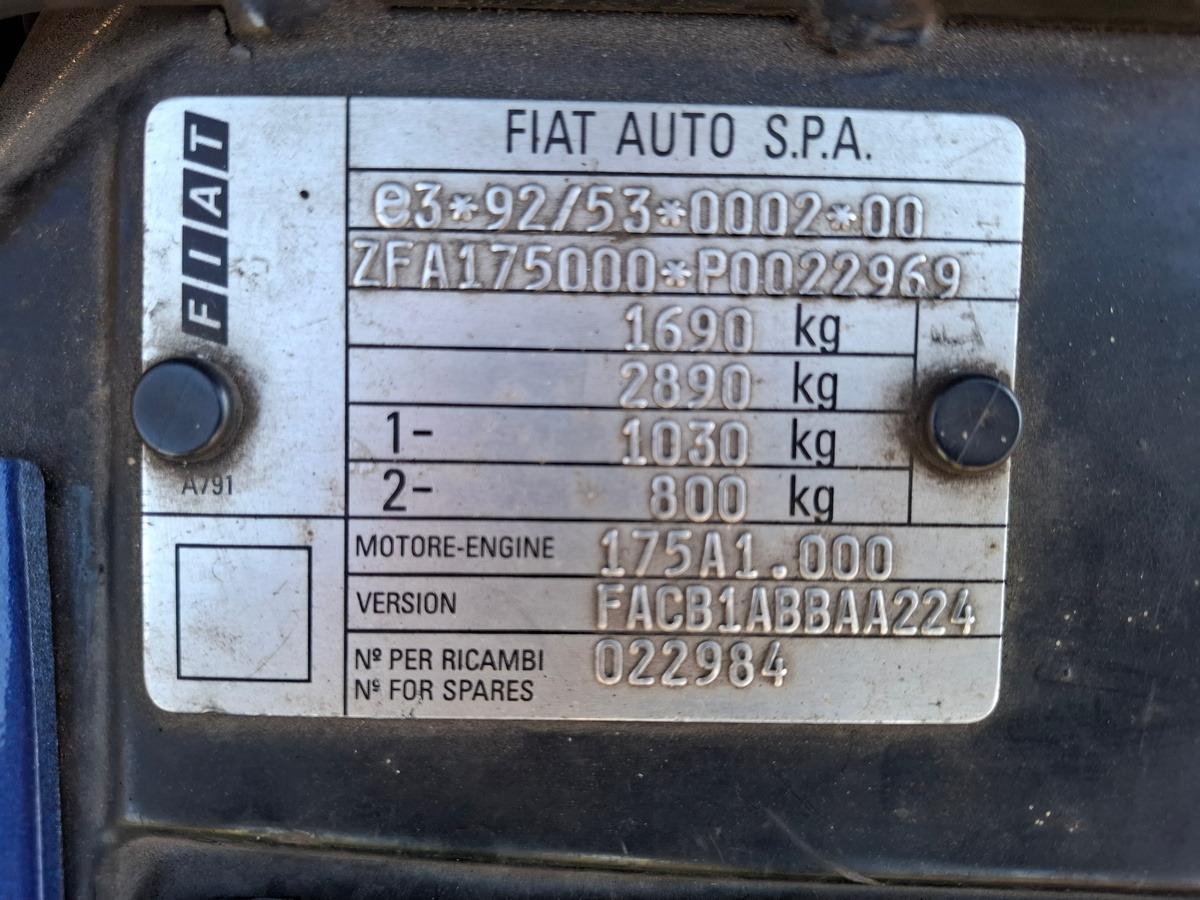 FIAT
FIAT AUTO S.P.A.
e3*92/53*0002*00
ZFA175000*P0022969
1690 kg
2890 kg
1- 1030 kg
2- 800 kg
A791
MOTORE-ENGINE 175A1.000
VERSION FACB1ABBAA224
Nº PER RICAMBI 022984
Nº FOR SPARES